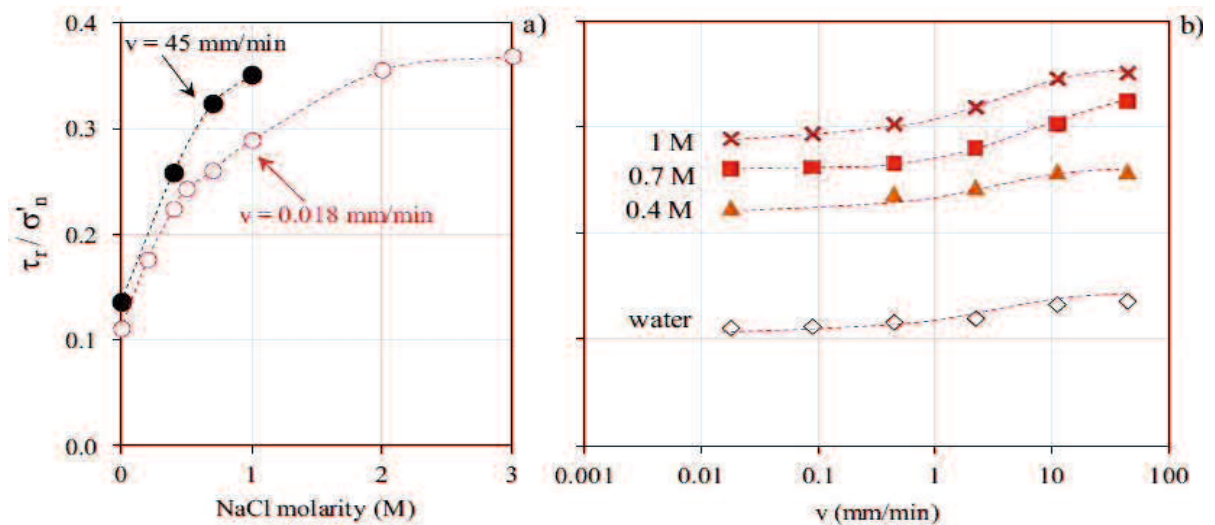 0.4
0.3
0.2
0.1
0.0
τr / σ'n
a)
v = 45 mm/min
v = 0.018 mm/min
0 1 2 3
NaCl molarity (M)
b)
1 M
0.7 M
0.4 M
water
0.001 0.01 0.1 1 10 100
v (mm/min)